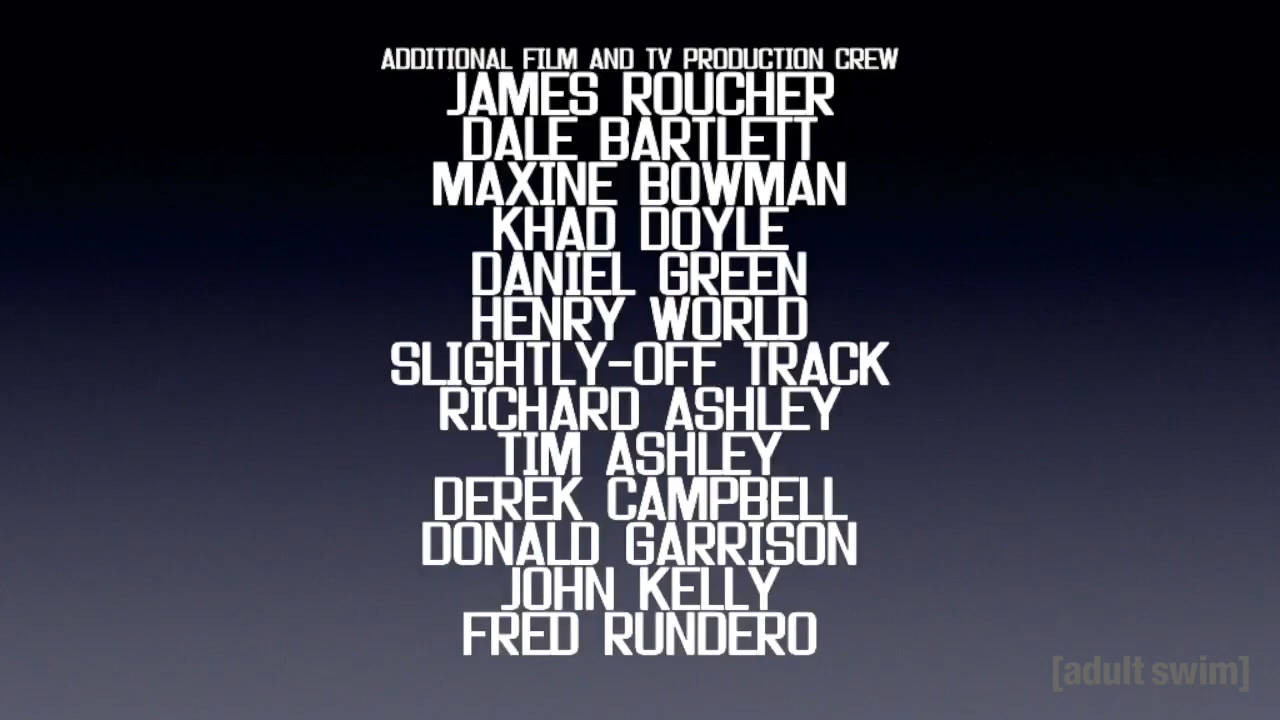 ADDITIONAL FILM AND TV PRODUCTION CREW
JAMES ROUCHER
DALE BARTLETT
MAXINE BOWMAN
KHAD DOYLE
DANIEL GREEN
HENRY WORLD
SLIGHTLY-OFF TRACK
RICHARD ASHLEY
TIM ASHLEY
DEREK CAMPBELL
DONALD GARRISON
JOHN KELLY
FRED RUNDERO
[adult swim]